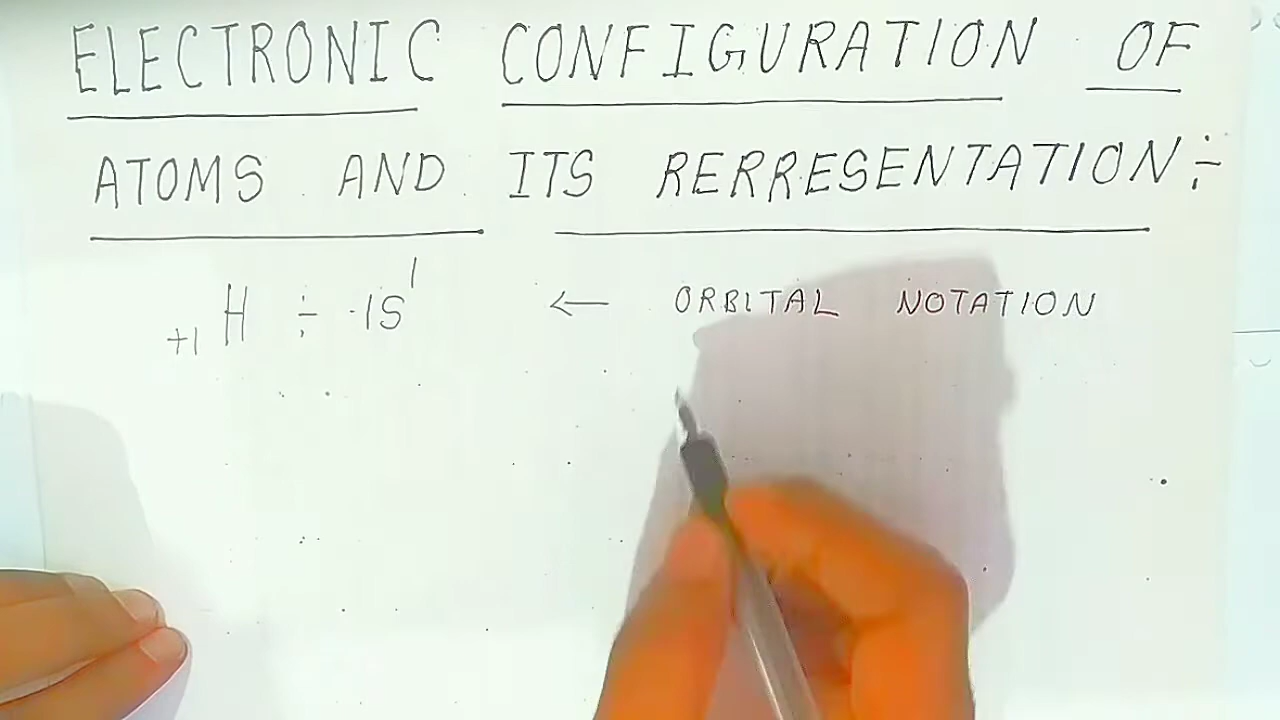 ELECTRONIC CONFIGURATION OF
ATOMS AND ITS RERRESENTATION÷
+1H ÷ 1S¹ ← ORBITAL NOTATION